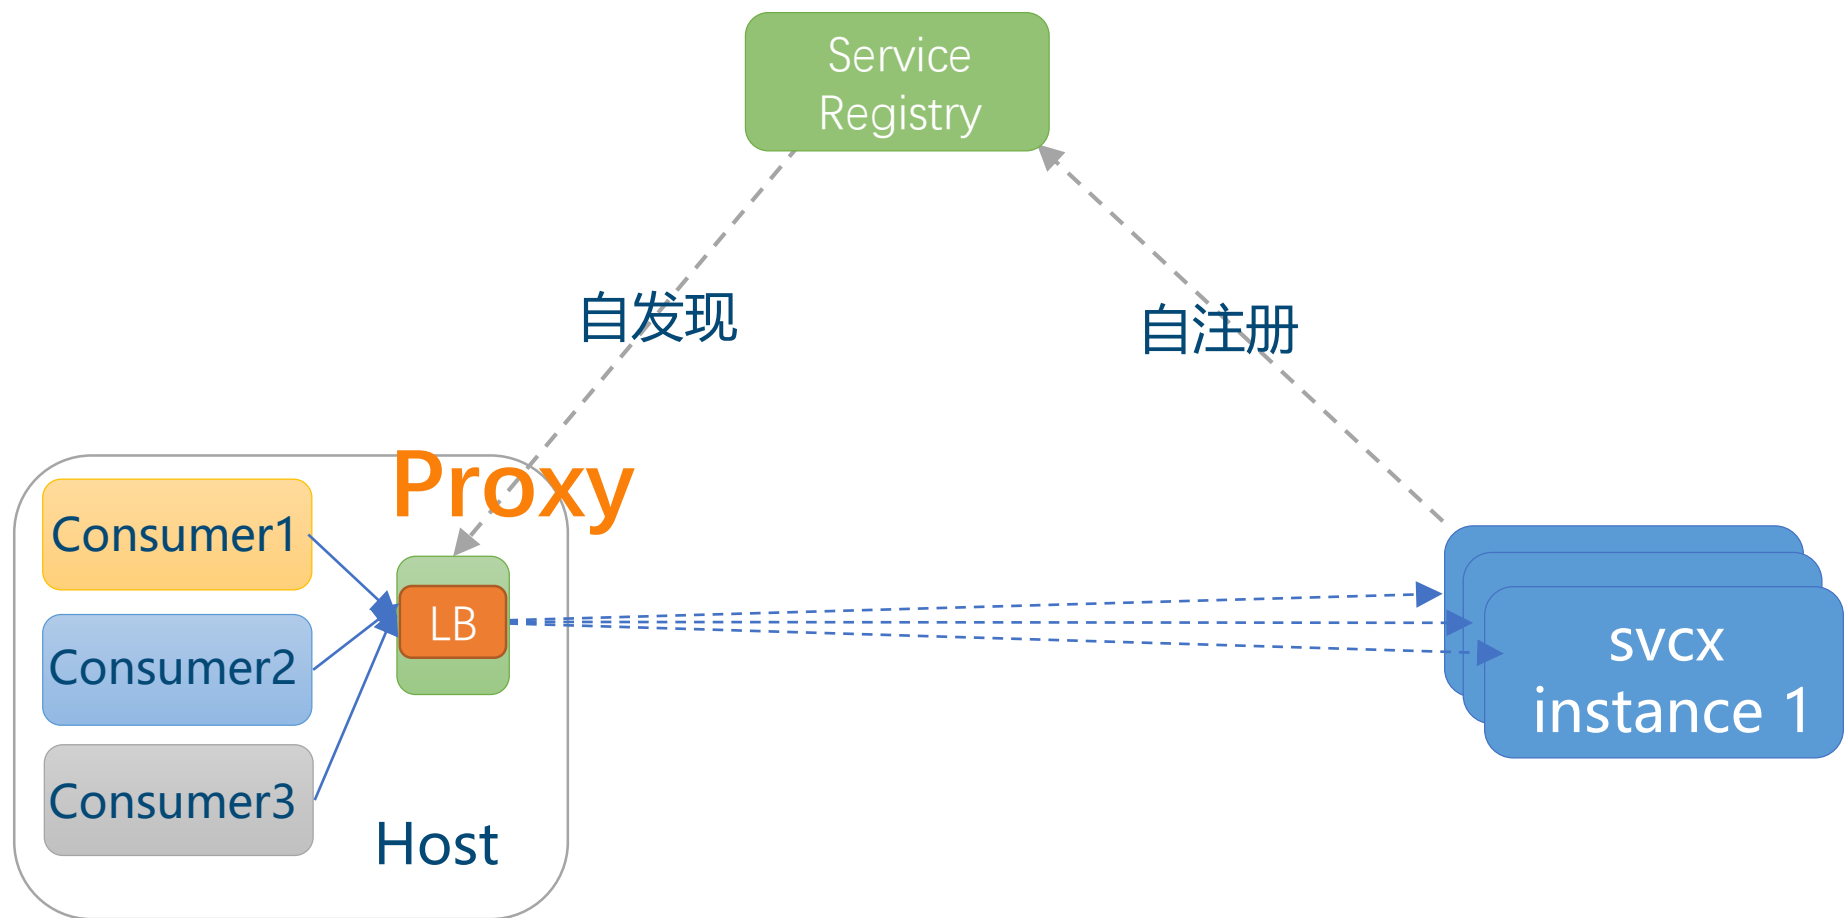 Service
Registry
自发现
自注册
Proxy
Consumer1
LB
Consumer2
svcx
instance 1
Consumer3
Host